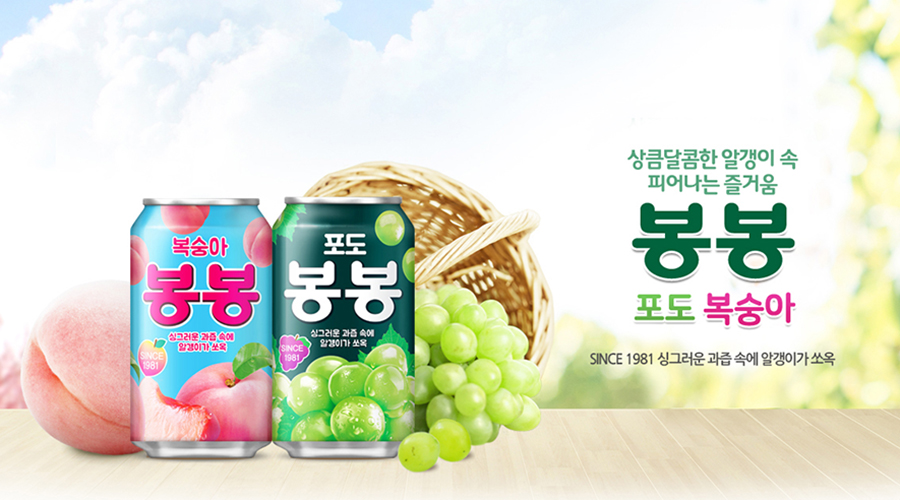 상큼달콤한 알갱이 속
피어나는 즐거움
봉봉
포도 복숭아
SINCE 1981 싱그러운 과즙 속에 알갱이가 쏘옥
복숭아
봉봉
싱그러운 과즙 속에
알갱이가 쏘옥
SINCE
1981
포도
봉봉
싱그러운 과즙 속에
알갱이가 쏘옥
SINCE
1981